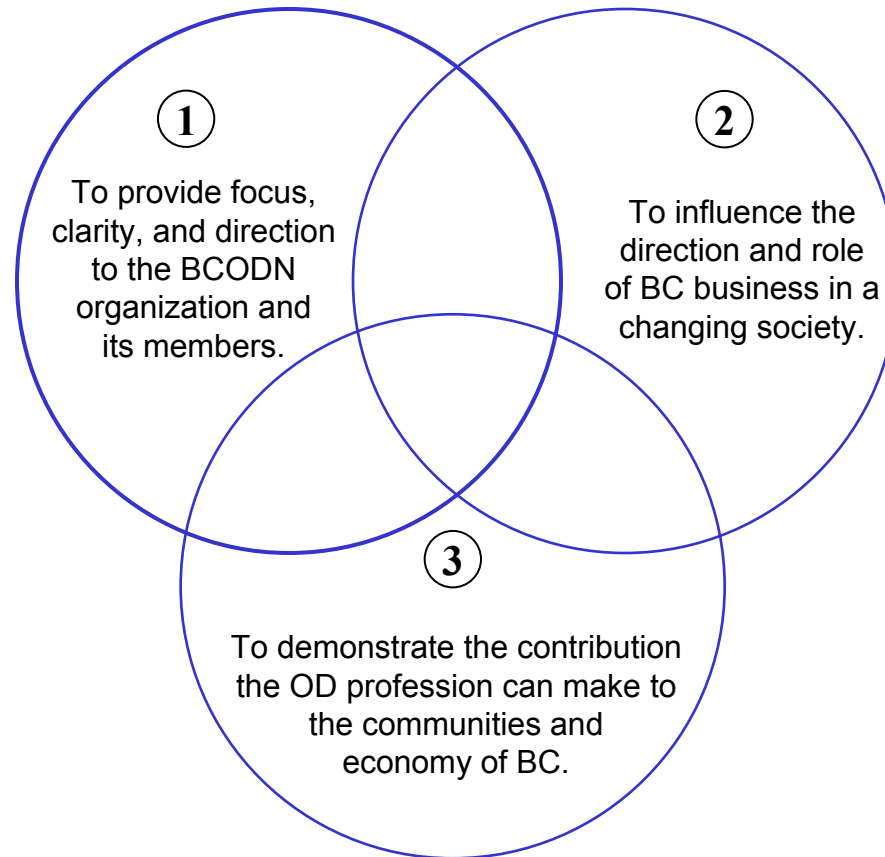 1
To provide focus,
clarity, and direction
to the BCODN
organization and
its members.
2
To influence the
direction and role
of BC business in a
changing society.
3
To demonstrate the contribution
the OD profession can make to
the communities and
economy of BC.